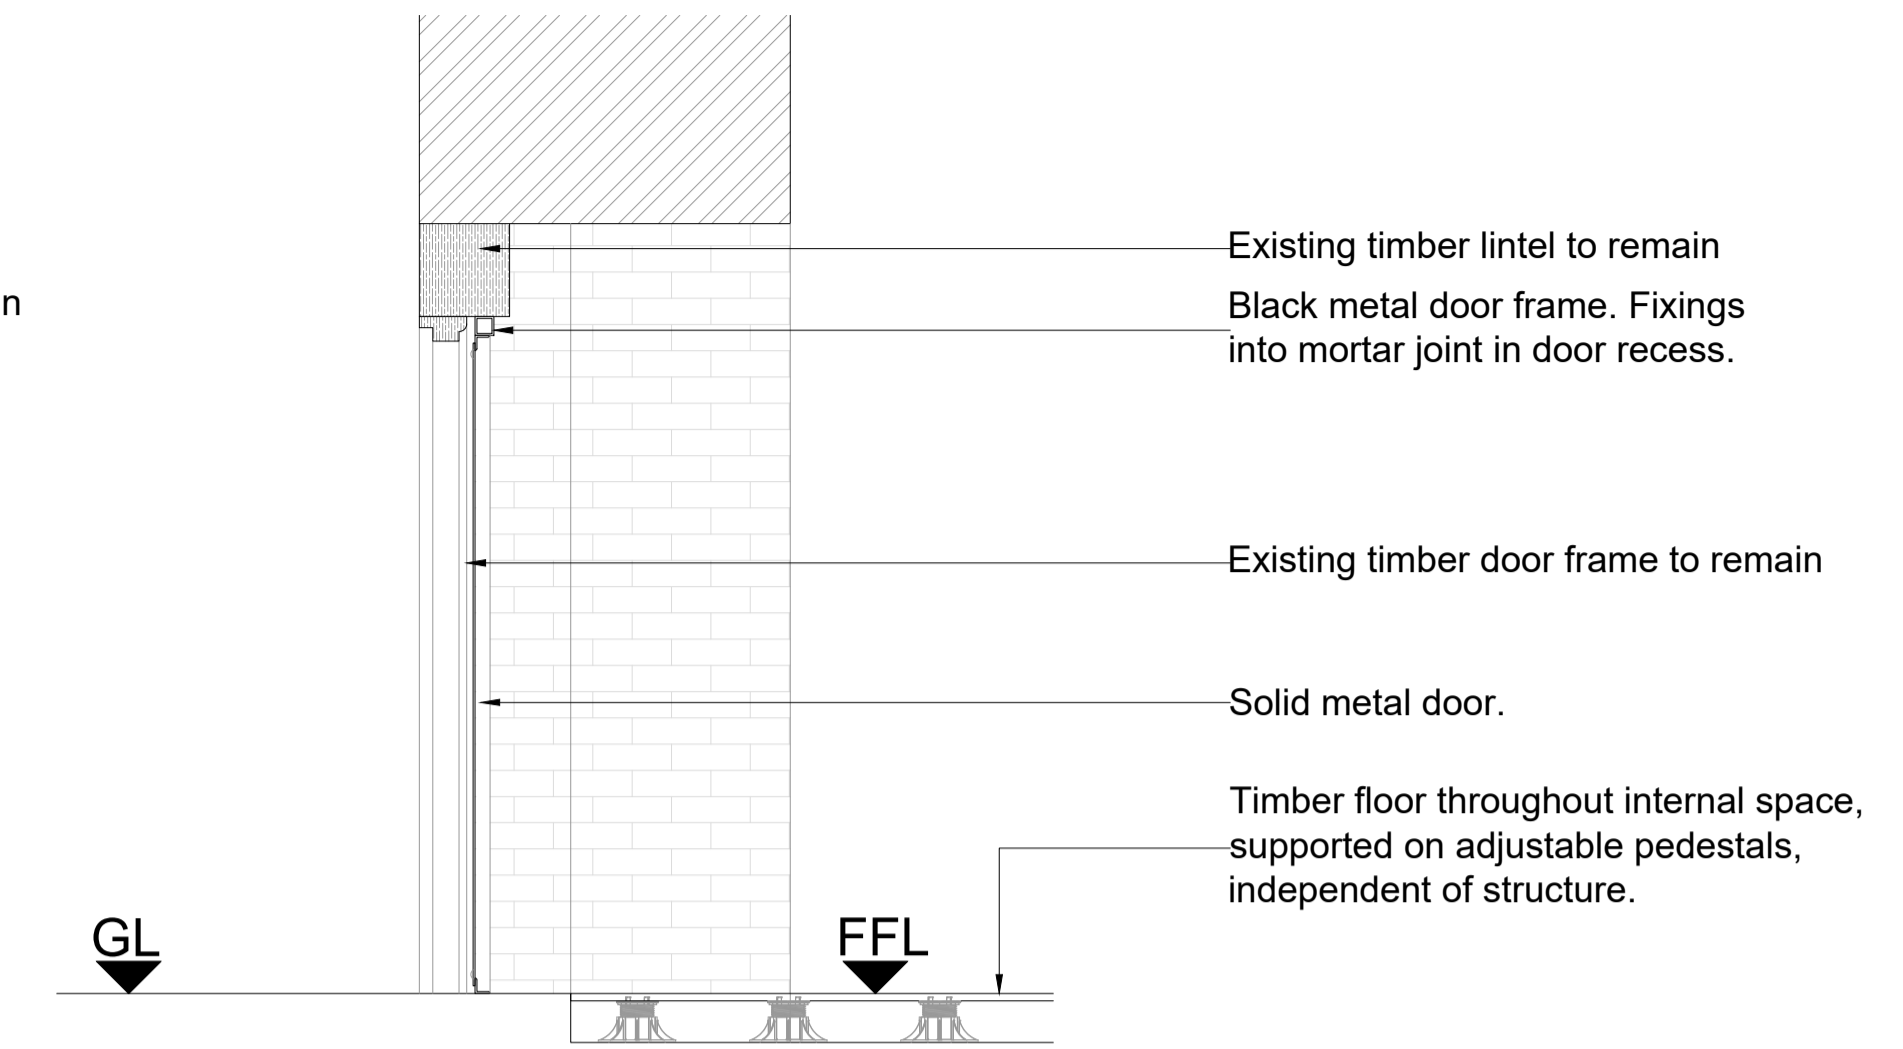 Existing timber lintel to remain
n
Black metal door frame. Fixings
into mortar joint in door recess.
Existing timber door frame to remain
Solid metal door.
Timber floor throughout internal space,
supported on adjustable pedestals,
independent of structure.
GL
FFL